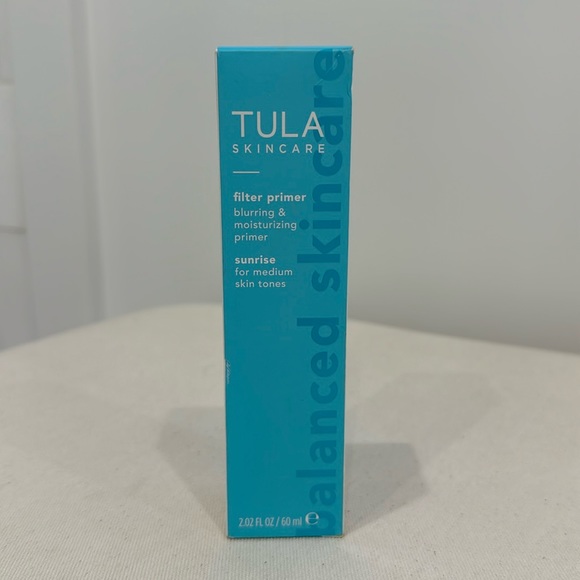 TULA
SKINCARE
filter primer
blurring &
moisturizing
primer
sunrise
for medium
skin tones
balanced skincare
2.02 FL OZ / 60 ml ℮